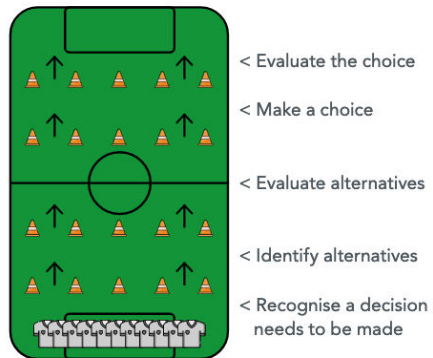 < Evaluate the choice
< Make a choice
< Evaluate alternatives
< Identify alternatives
< Recognise a decision
needs to be made